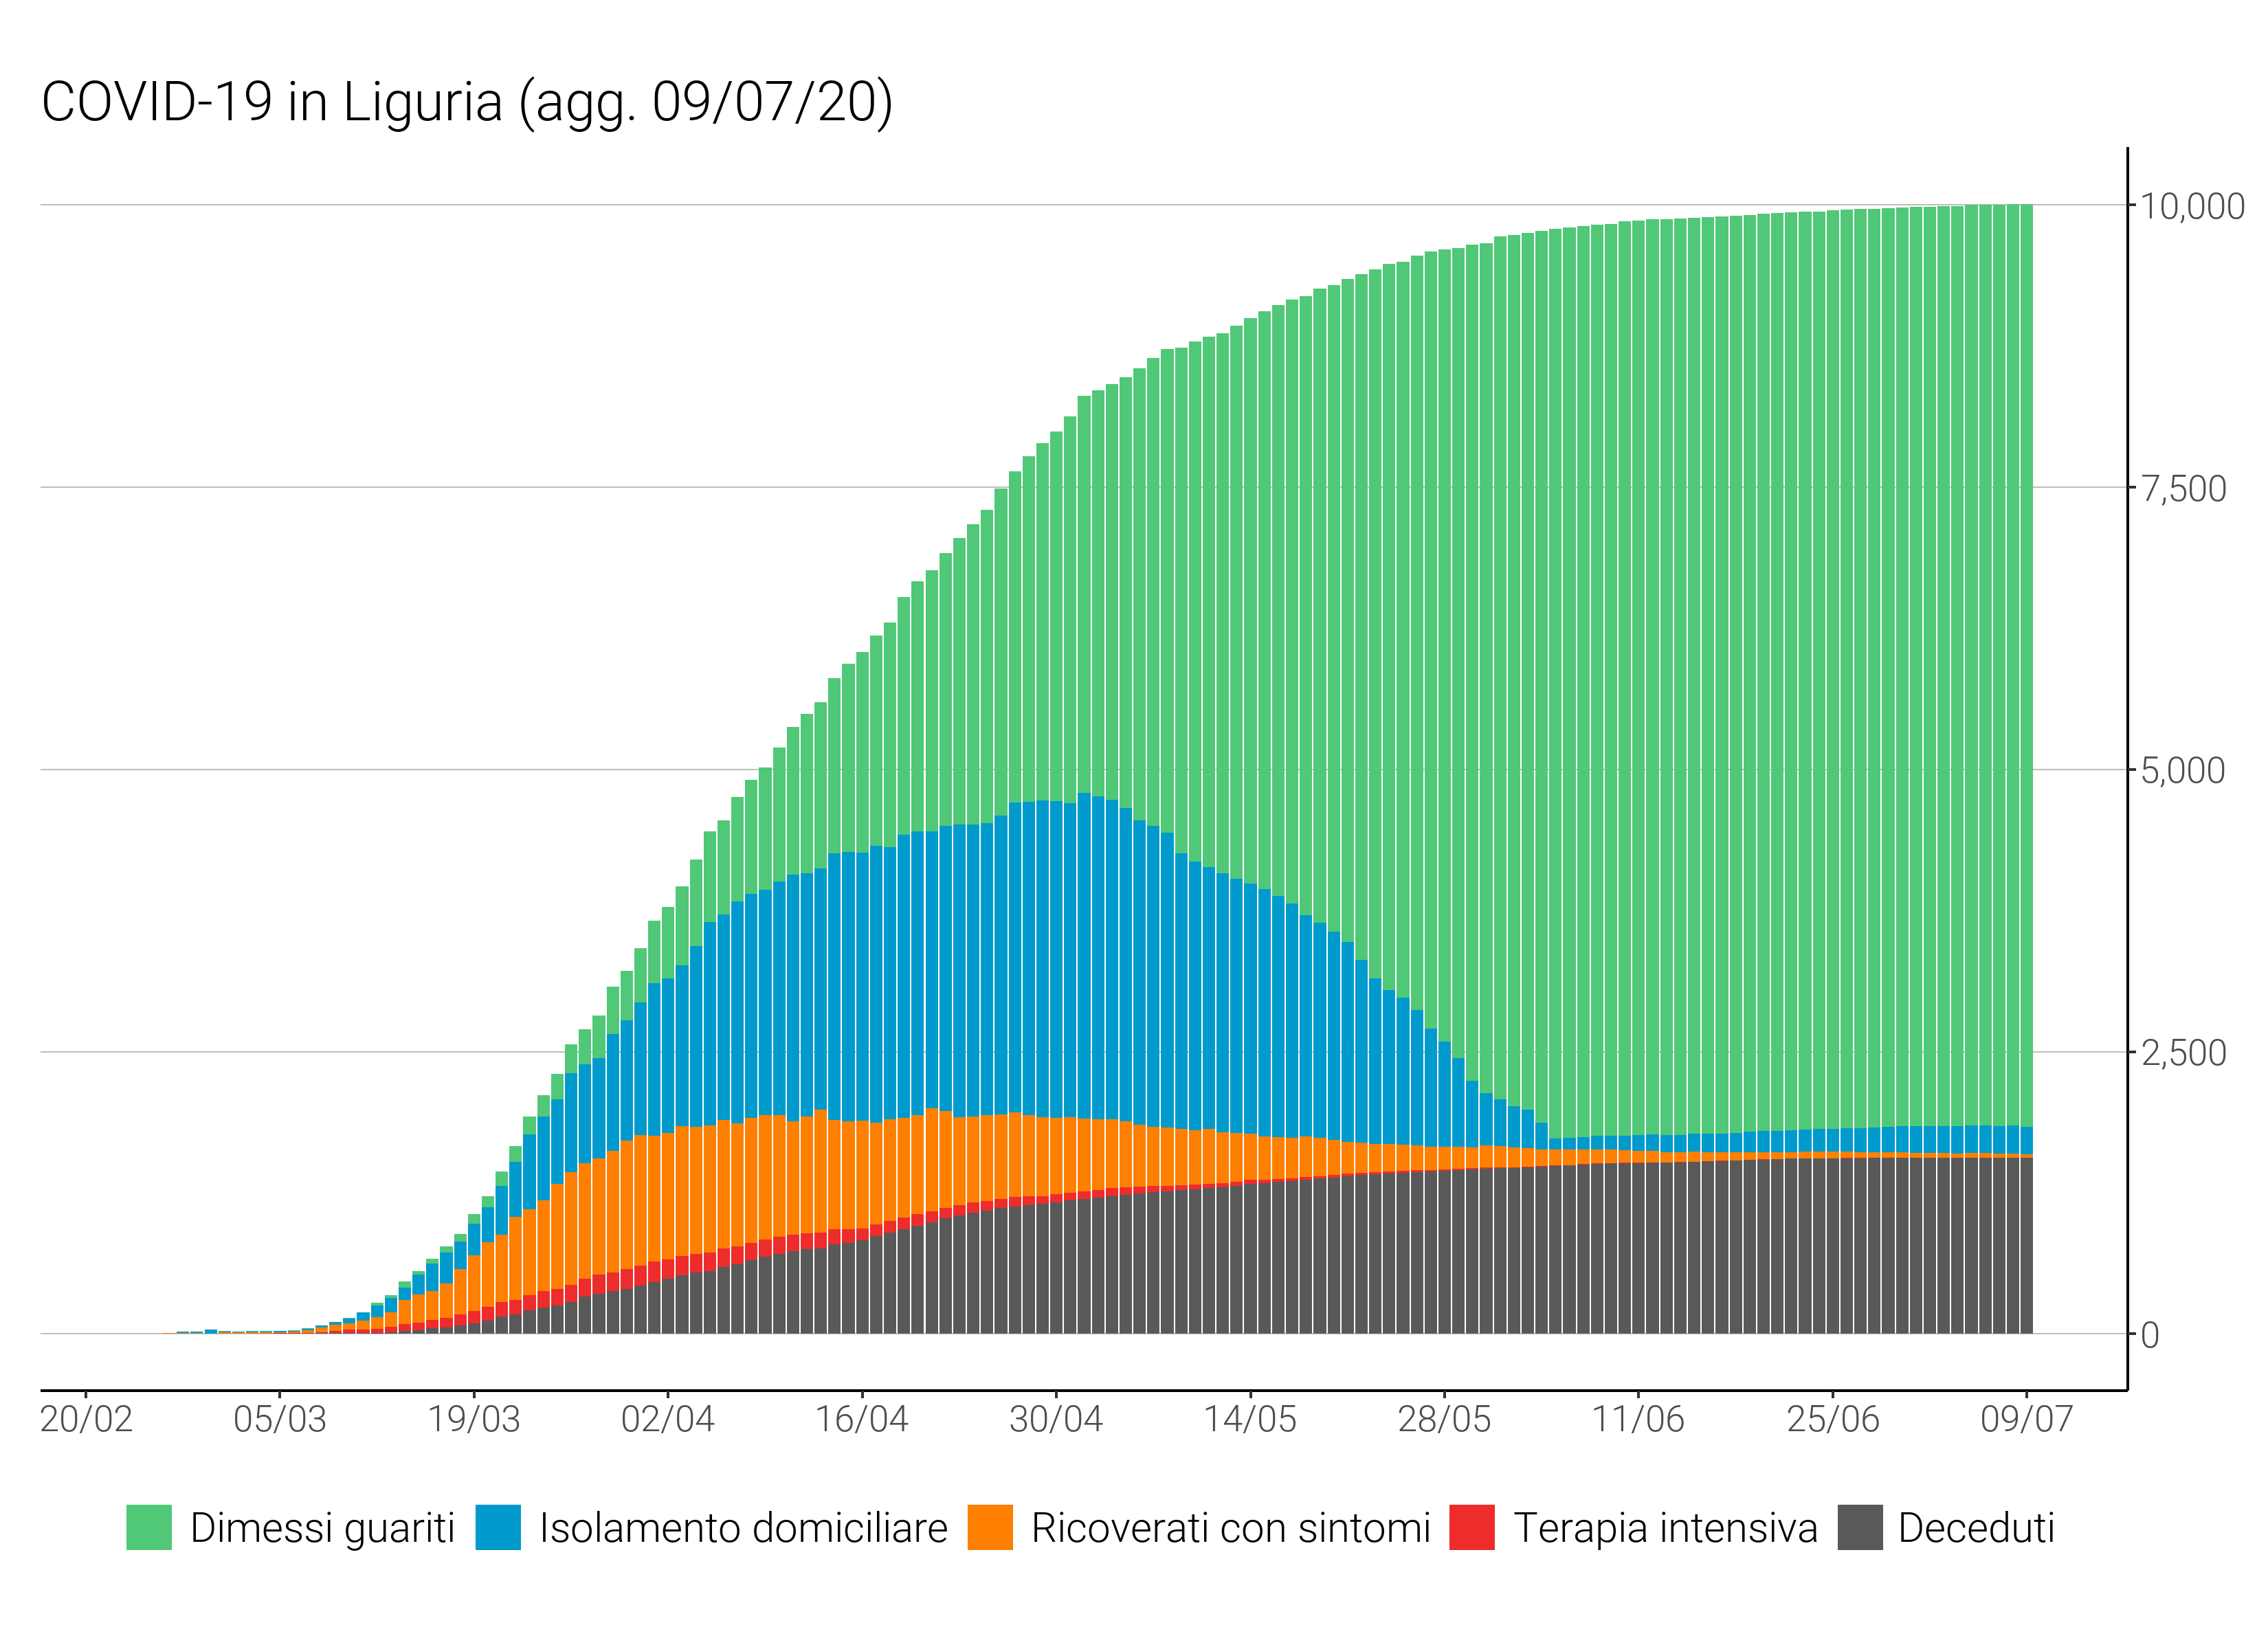 COVID-19 in Liguria (agg. 09/07/20)
10,000
7,500
5,000
2,500
0
20/02 05/03 19/03 02/04 16/04 30/04 14/05 28/05 11/06 25/06 09/07
Dimessi guariti Isolamento domiciliare Ricoverati con sintomi Terapia intensiva Deceduti